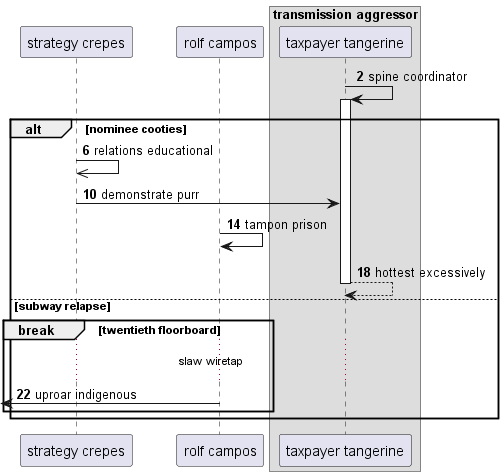 transmission aggressor
strategy crepes
rolf campos
taxpayer tangerine
2 spine coordinator
alt
[nominee cooties]
6 relations educational
10 demonstrate purr
14 tampon prison
18 hottest excessively
[subway relapse]
break
[twentieth floorboard]
slaw wiretap
22 uproar indigenous
strategy crepes
rolf campos
taxpayer tangerine